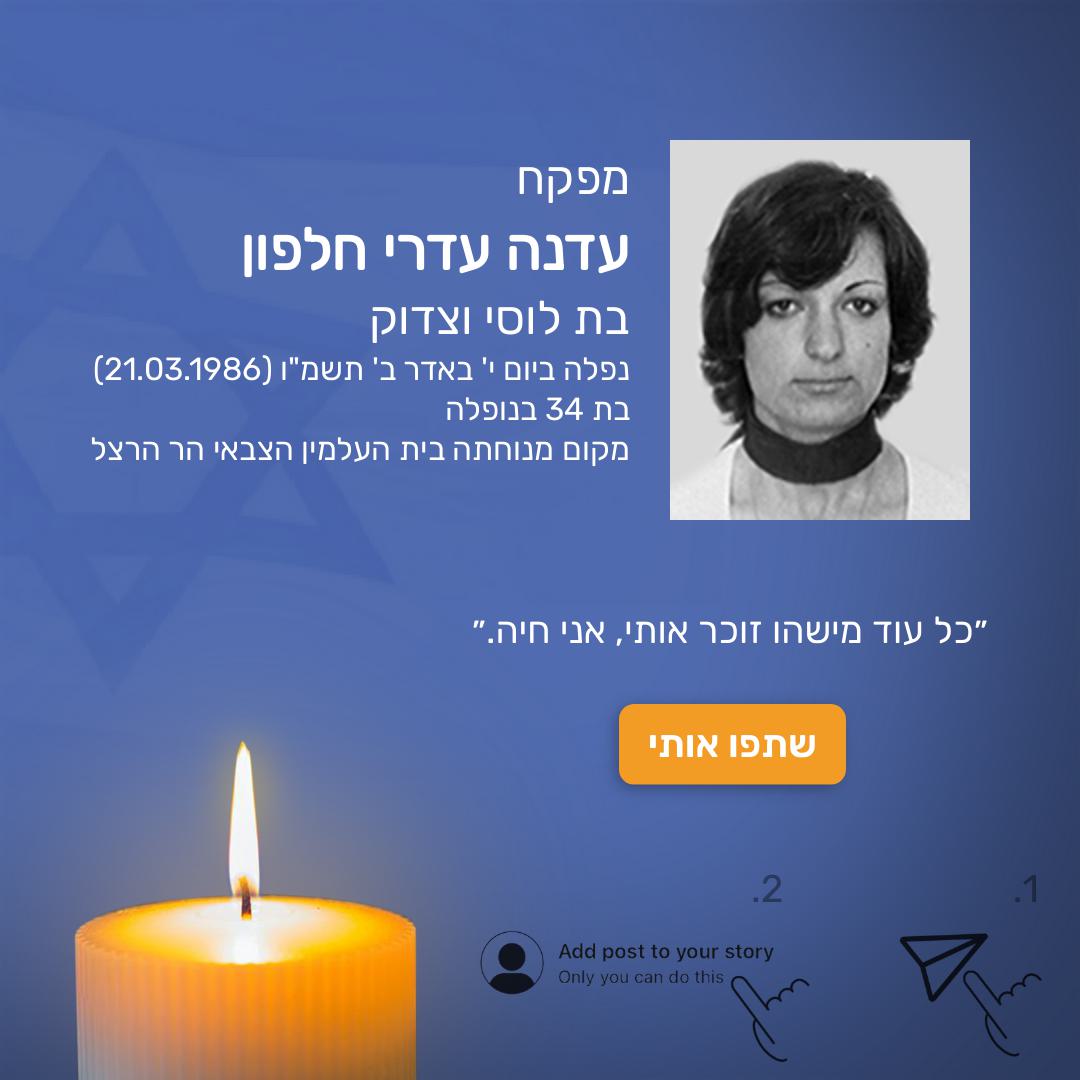 מפקח
עדנה עדרי חלפון
בת לוסי וצדוק
נפלה ביום י' באדר ב' תשמ"ו (21.03.1986)
בת 34 בנופלה
מקום מנוחתה בית העלמין הצבאי הר הרצל
״כל עוד מישהו זוכר אותי, אני חיה.״
שתפו אותי
1.
2.
Add post to your story
Only you can do this